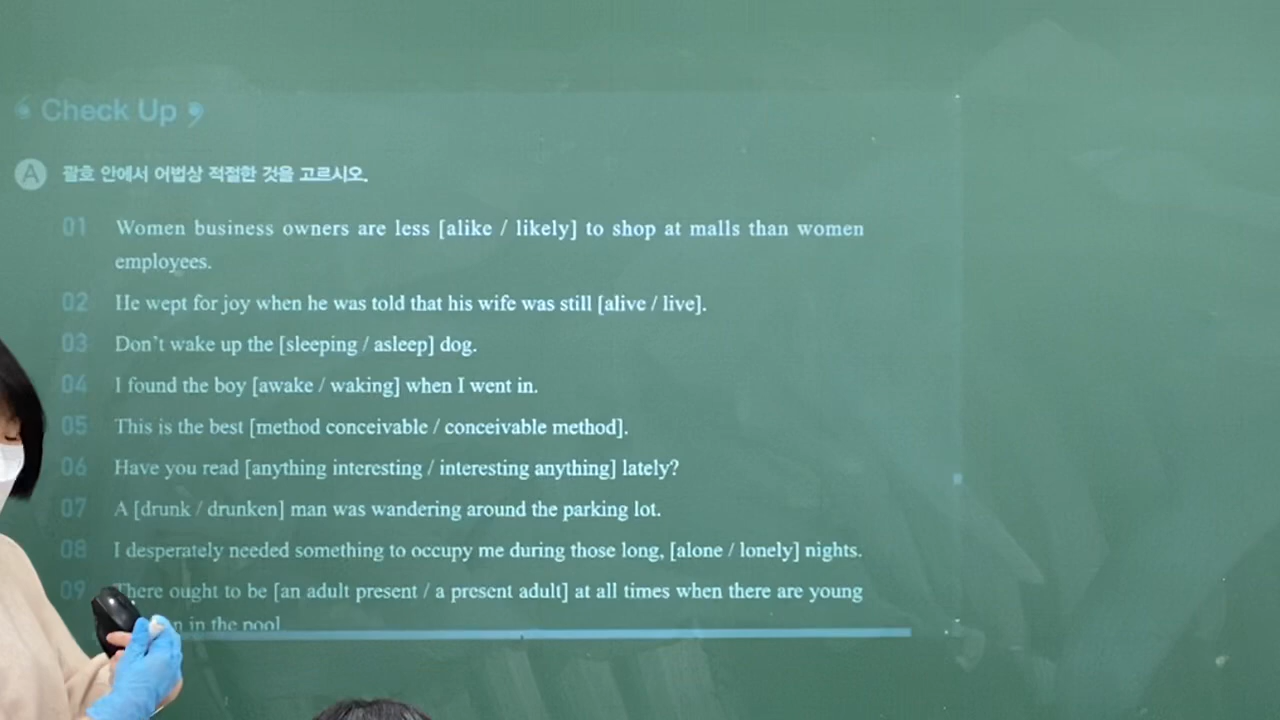 Check Up
A 괄호 안에서 어법상 적절한 것을 고르시오.
01 Women business owners are less [alike / likely] to shop at malls than women
employees.
02 He wept for joy when he was told that his wife was still [alive / live].
03 Don't wake up the [sleeping / asleep] dog.
04 I found the boy [awake / waking] when I went in.
05 This is the best [method conceivable / conceivable method].
06 Have you read [anything interesting / interesting anything] lately?
07 A [drunk / drunken] man was wandering around the parking lot.
08 I desperately needed something to occupy me during those long, [alone / lonely] nights.
09 There ought to be [an adult present / a present adult] at all times when there are young
in the pool